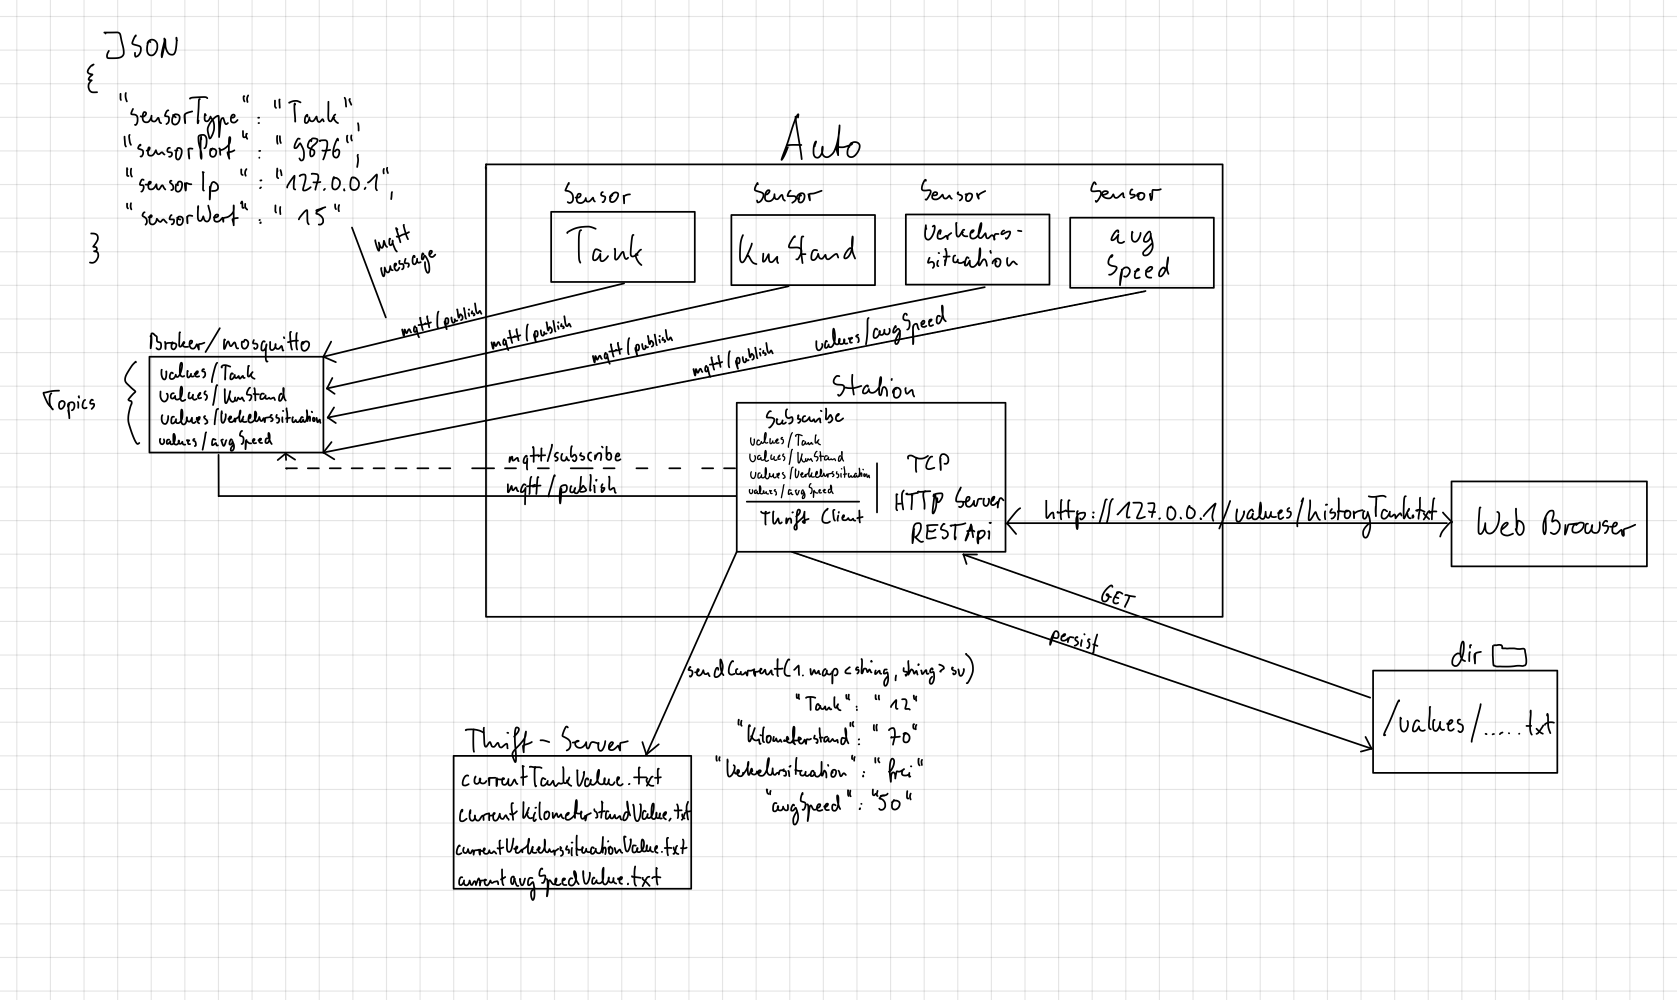 JSON
{
"sensorType" : "Tank",
"sensorPort" : "9876",
"sensorIp" : "127.0.0.1",
"sensorWert" : "15"
}
mqtt
message
Auto
Sensor
Tank
Sensor
Km Stand
Sensor
Verkehrs-
situation
Sensor
avg
Speed
mqtt/publish
mqtt/publish
mqtt/publish
mqtt/publish
values/avgSpeed
Broker/mosquitto
Topics
values/Tank
values/KmStand
values/Verkehrssituation
values/avgSpeed
mqtt/subscribe
mqtt/publish
Station
Subscribe
values/Tank
values/KmStand
values/Verkehrssituation
values/avgSpeed
Thrift Client
TCP
HTTP Server
RESTApi
http://127.0.0.1/values/historyTank.txt
Web Browser
GET
persist
dir
/values/.....txt
sendCurrent(1.map<string, string> sv)
"Tank": "12"
"Kilometerstand": "70"
"Verkehrsituation": "frei"
"avgSpeed": "50"
Thrift-Server
currentTankValue.txt
currentKilometerstandValue.txt
currentVerkehrssituationValue.txt
currentavgSpeedValue.txt